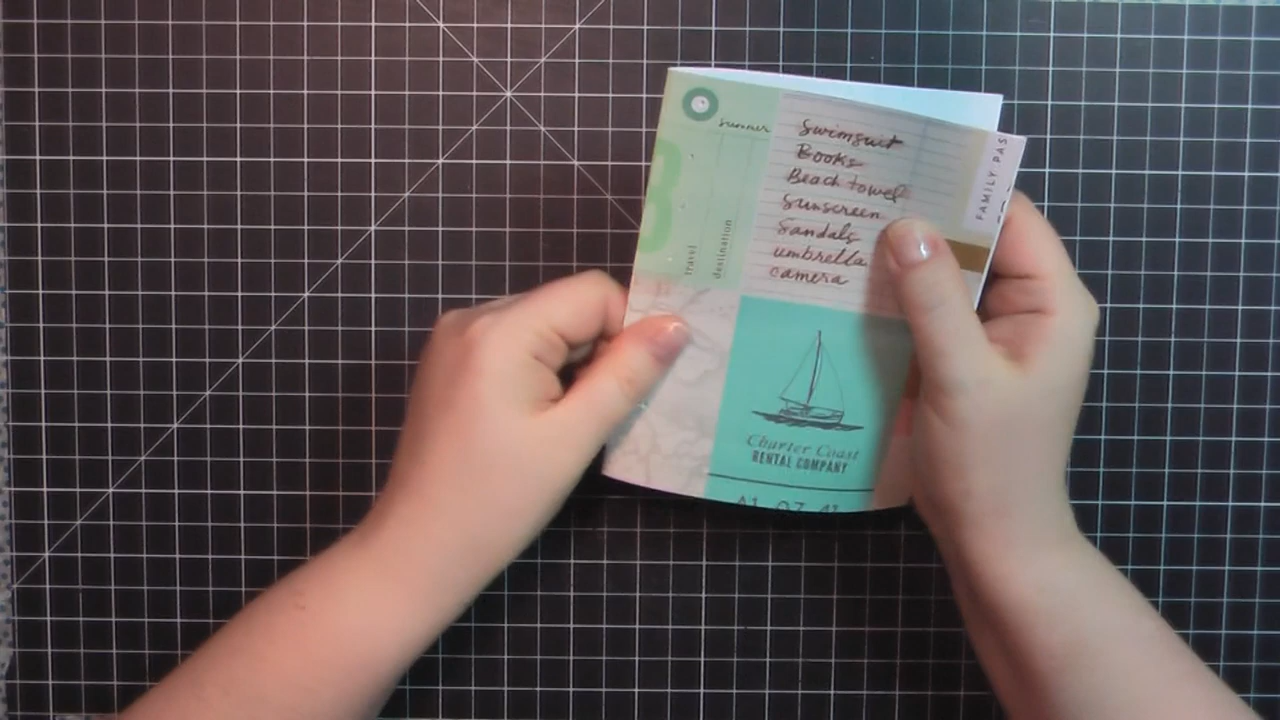 summer
Swimsuit
Books
Beach towel
Sunscreen
Sandals
umbrella
camera
travel
destination
FAMILY PAS
Charter Coast
RENTAL COMPANY